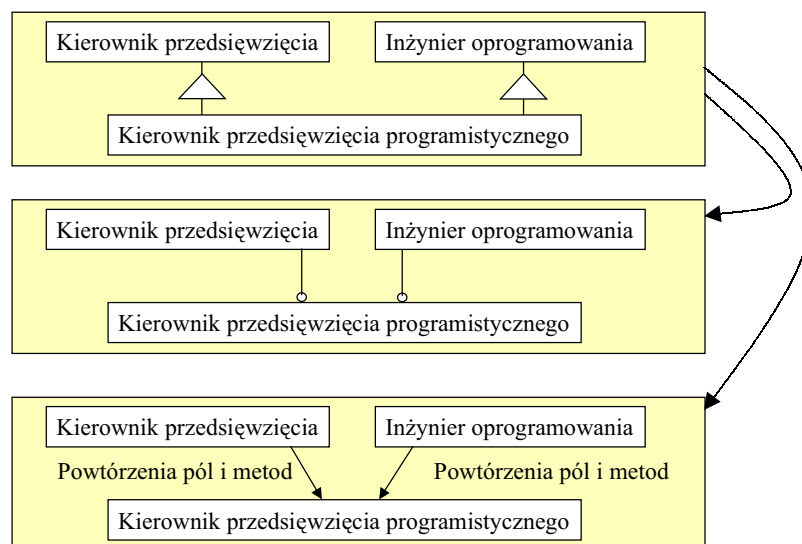 Kierownik przedsięwzięcia
Inżynier oprogramowania
Kierownik przedsięwzięcia programistycznego
Kierownik przedsięwzięcia
Inżynier oprogramowania
Kierownik przedsięwzięcia programistycznego
Kierownik przedsięwzięcia
Inżynier oprogramowania
Powtórzenia pól i metod
Powtórzenia pól i metod
Kierownik przedsięwzięcia programistycznego